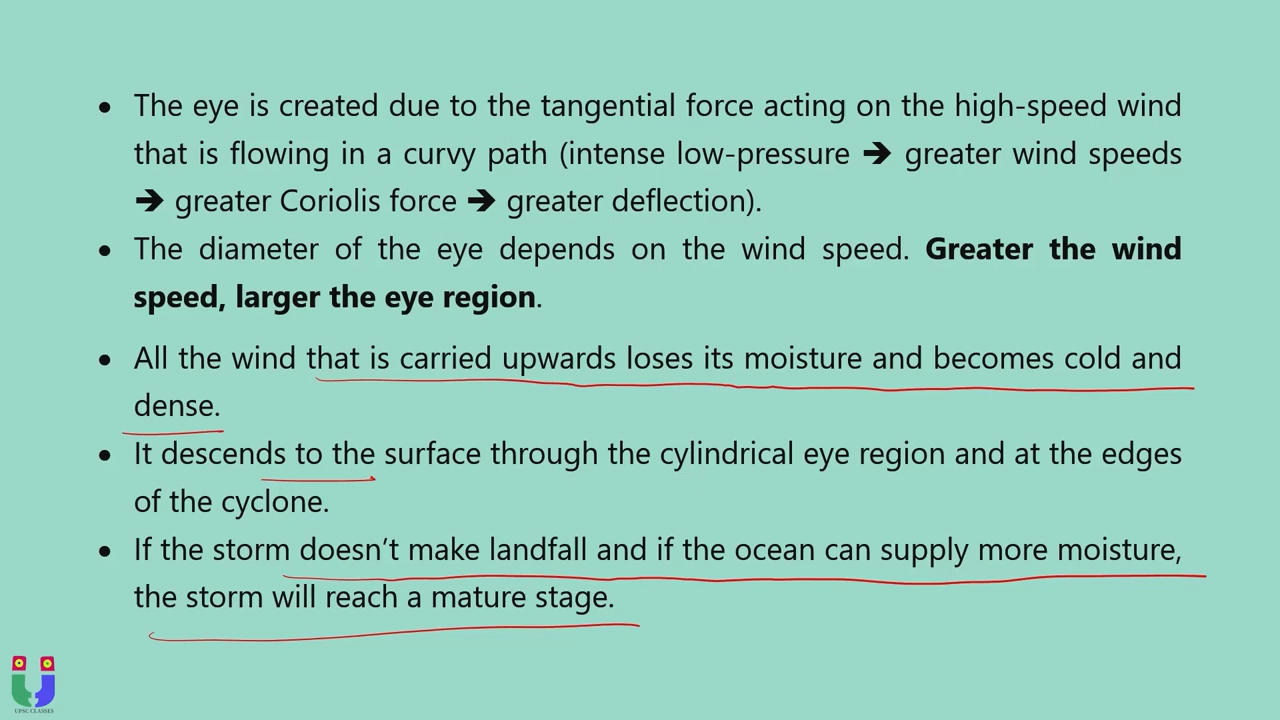 • The eye is created due to the tangential force acting on the high-speed wind
that is flowing in a curvy path (intense low-pressure ➔ greater wind speeds
➔ greater Coriolis force ➔ greater deflection).
• The diameter of the eye depends on the wind speed. Greater the wind
speed, larger the eye region.
• All the wind that is carried upwards loses its moisture and becomes cold and
dense.
• It descends to the surface through the cylindrical eye region and at the edges
of the cyclone.
• If the storm doesn’t make landfall and if the ocean can supply more moisture,
the storm will reach a mature stage.
UPSC CLASSES